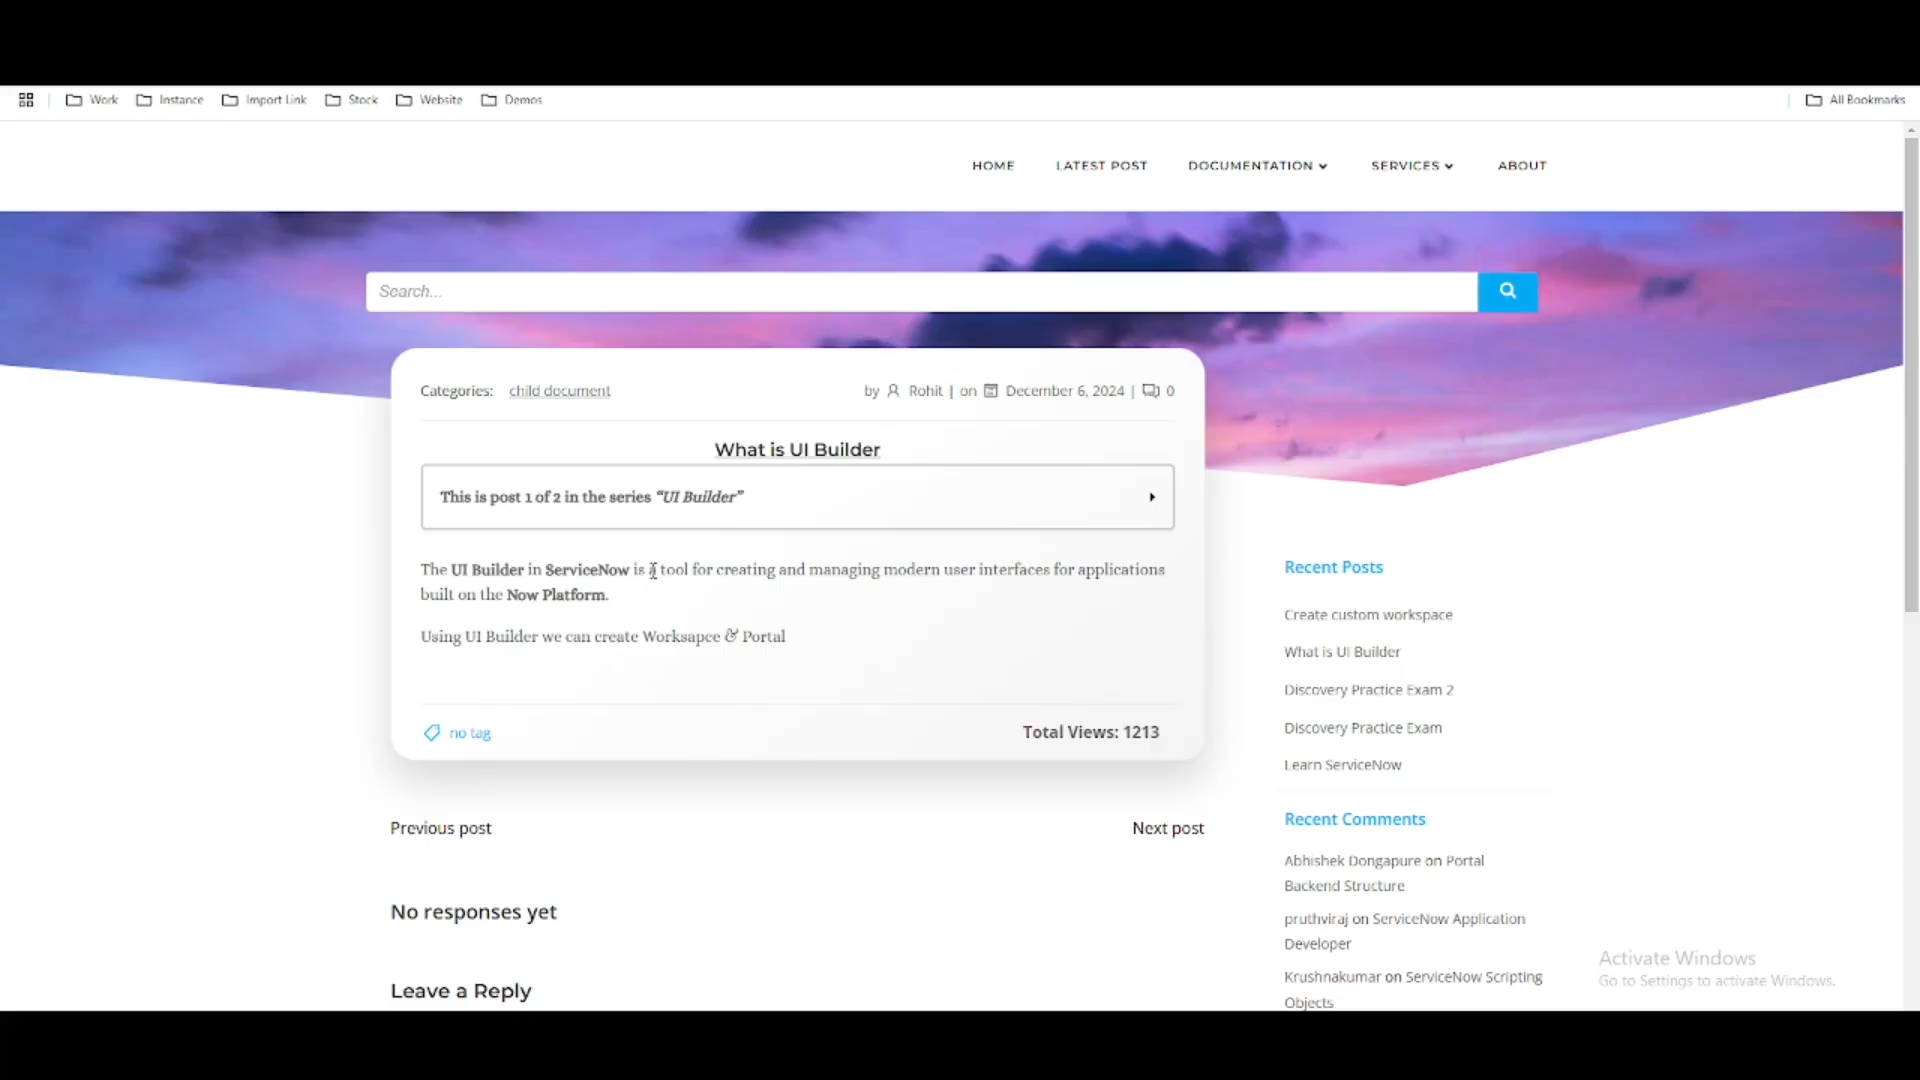 Work Instance Import Link Stock Website Demos All Bookmarks
HOME LATEST POST DOCUMENTATION SERVICES ABOUT
Search...
Categories: child document by Rohit | on December 6, 2024 | 0
What is UI Builder
This is post 1 of 2 in the series “UI Builder”
The UI Builder in ServiceNow is a tool for creating and managing modern user interfaces for applications
built on the Now Platform.
Using UI Builder we can create Worksapce & Portal
no tag Total Views: 1213
Previous post Next post
No responses yet
Leave a Reply
Recent Posts
Create custom workspace
What is UI Builder
Discovery Practice Exam 2
Discovery Practice Exam
Learn ServiceNow
Recent Comments
Abhishek Dongapure on Portal
Backend Structure
pruthviraj on ServiceNow Application
Developer
Krushnakumar on ServiceNow Scripting
Objects
Activate Windows
Go to Settings to activate Windows.